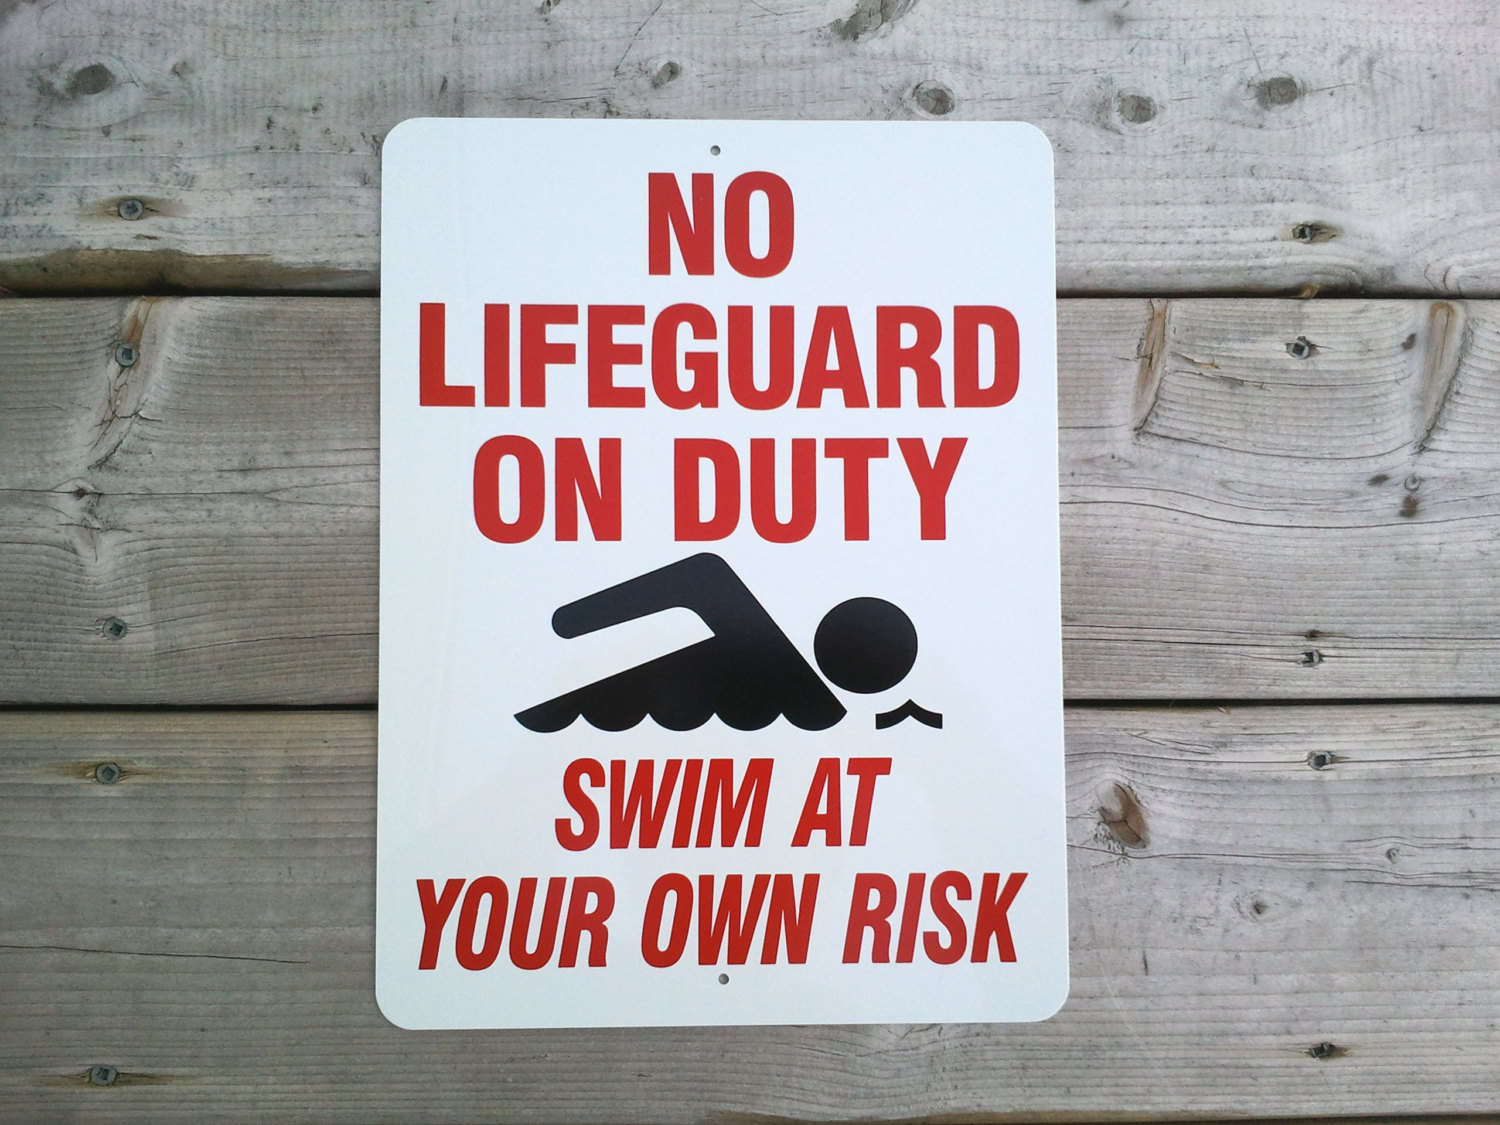 NO
LIFEGUARD
ON DUTY
SWIM AT
YOUR OWN RISK